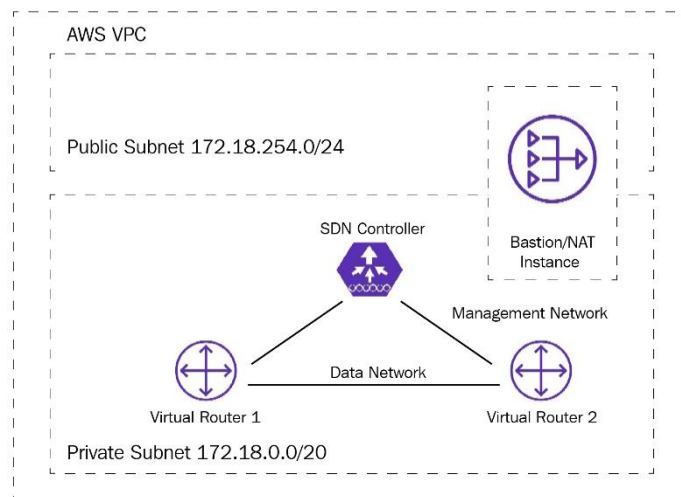 AWS VPC
Public Subnet 172.18.254.0/24
Bastion/NAT
Instance
SDN Controller
Management Network
Data Network
Virtual Router 1
Virtual Router 2
Private Subnet 172.18.0.0/20